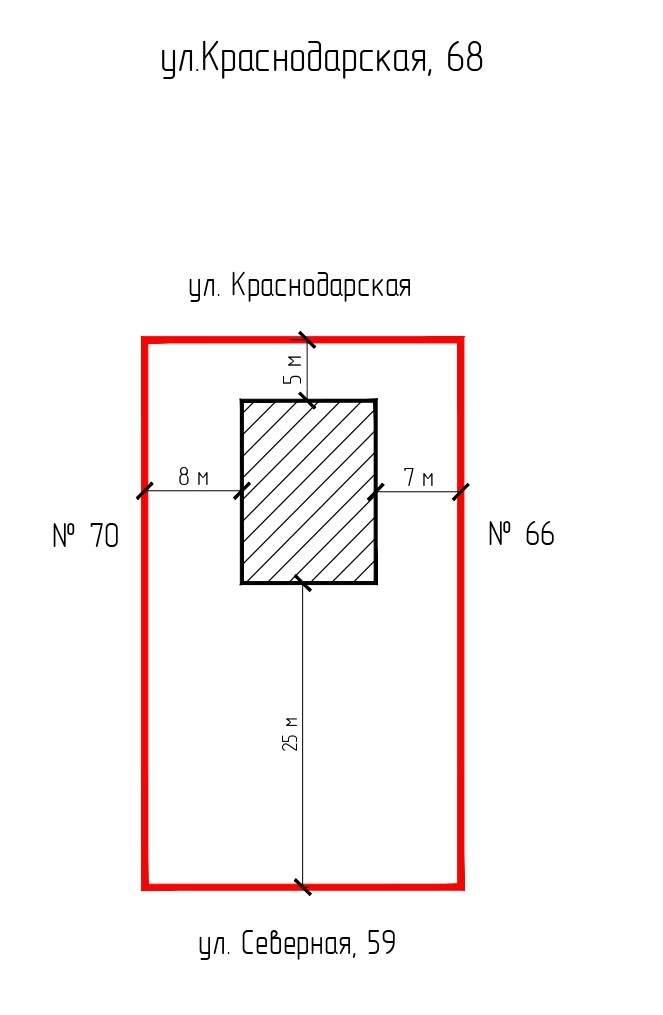 ул.Краснодарская, 68
ул. Краснодарская
5 м
8 м
7 м
№ 70
№ 66
25 м
ул. Северная, 59